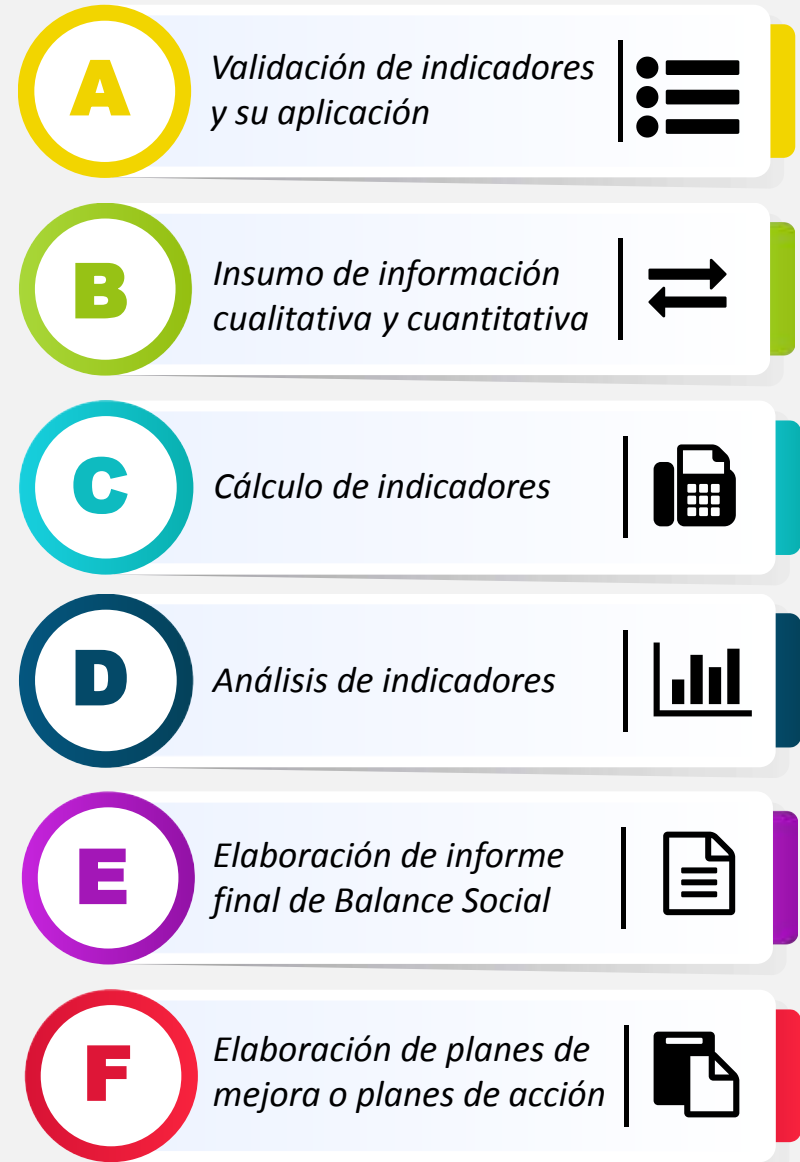 A
Validación de indicadores
y su aplicación
B
Insumo de información
cualitativa y cuantitativa
C
Cálculo de indicadores
D
Análisis de indicadores
E
Elaboración de informe
final de Balance Social
F
Elaboración de planes de
mejora o planes de acción